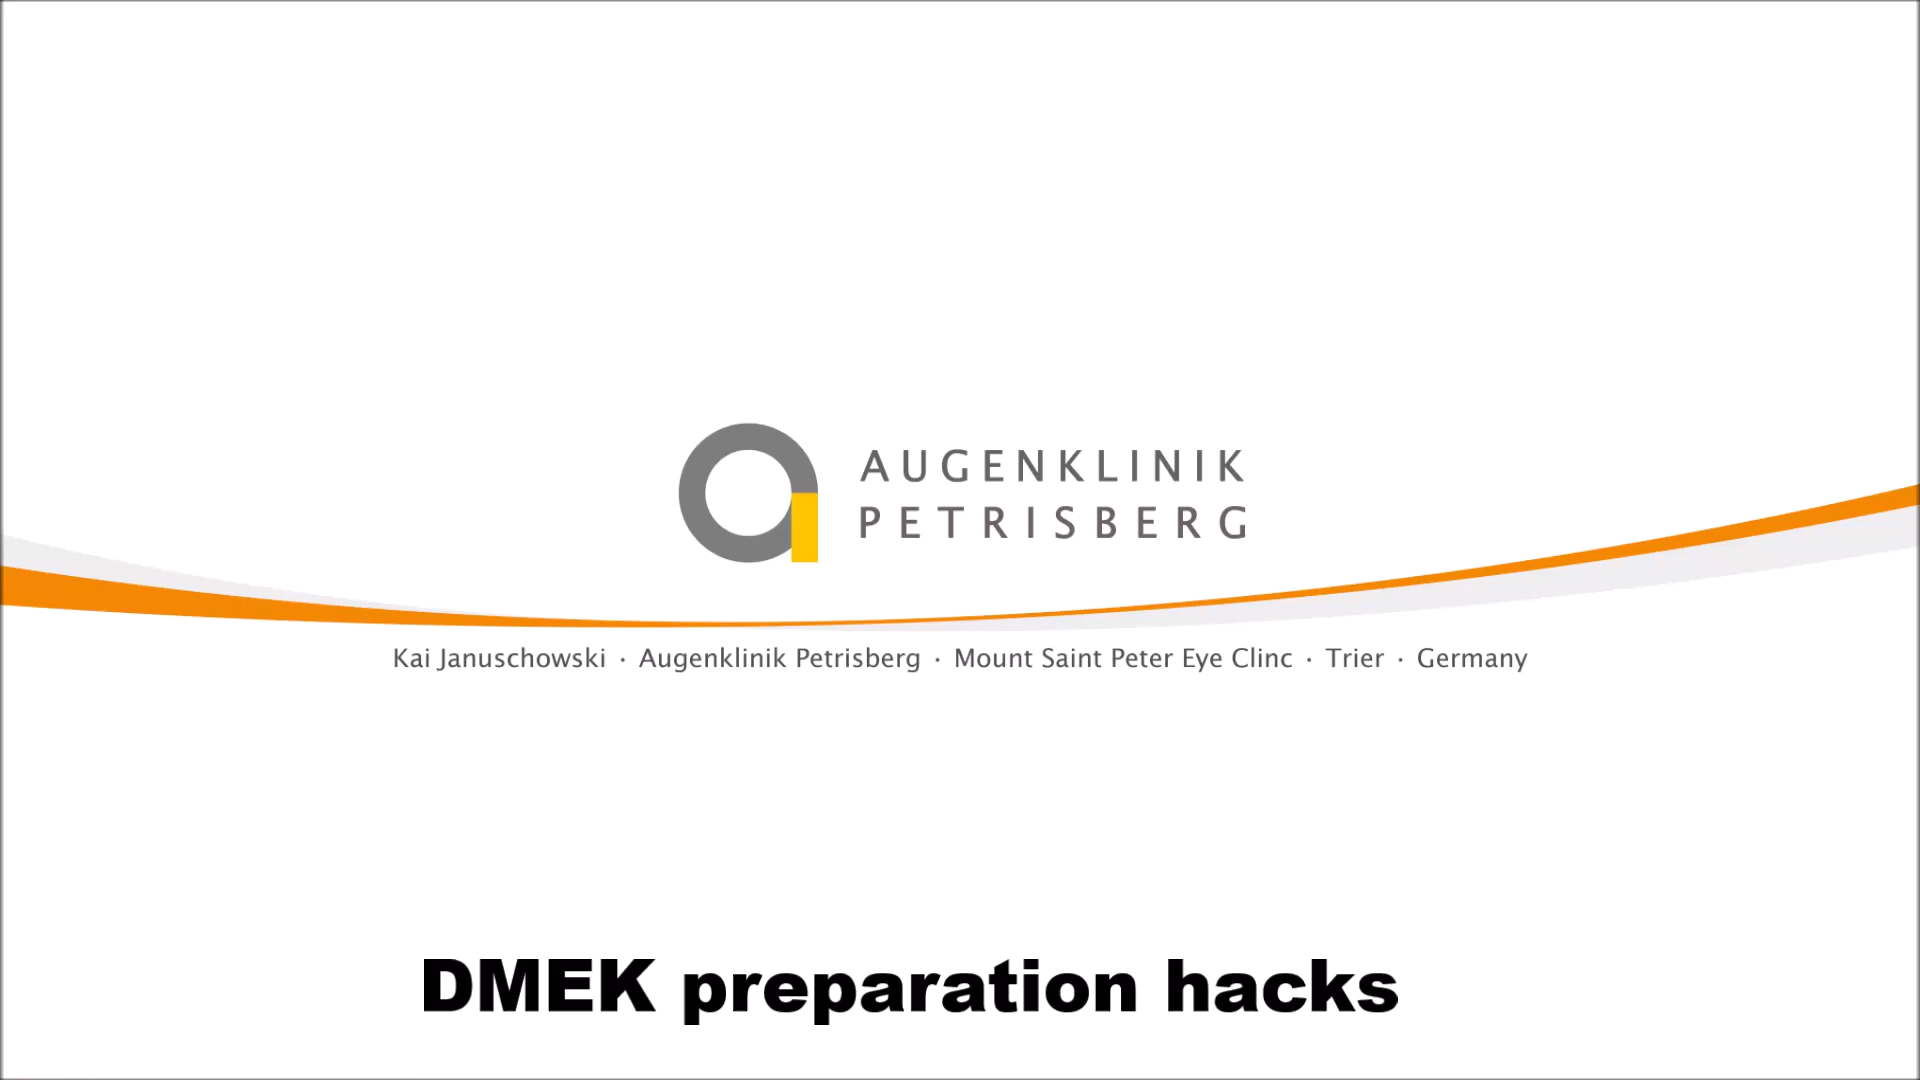 AUGENKLINIK
PETRISBERG
Kai Januschowski · Augenklinik Petrisberg · Mount Saint Peter Eye Clinc · Trier · Germany
DMEK preparation hacks